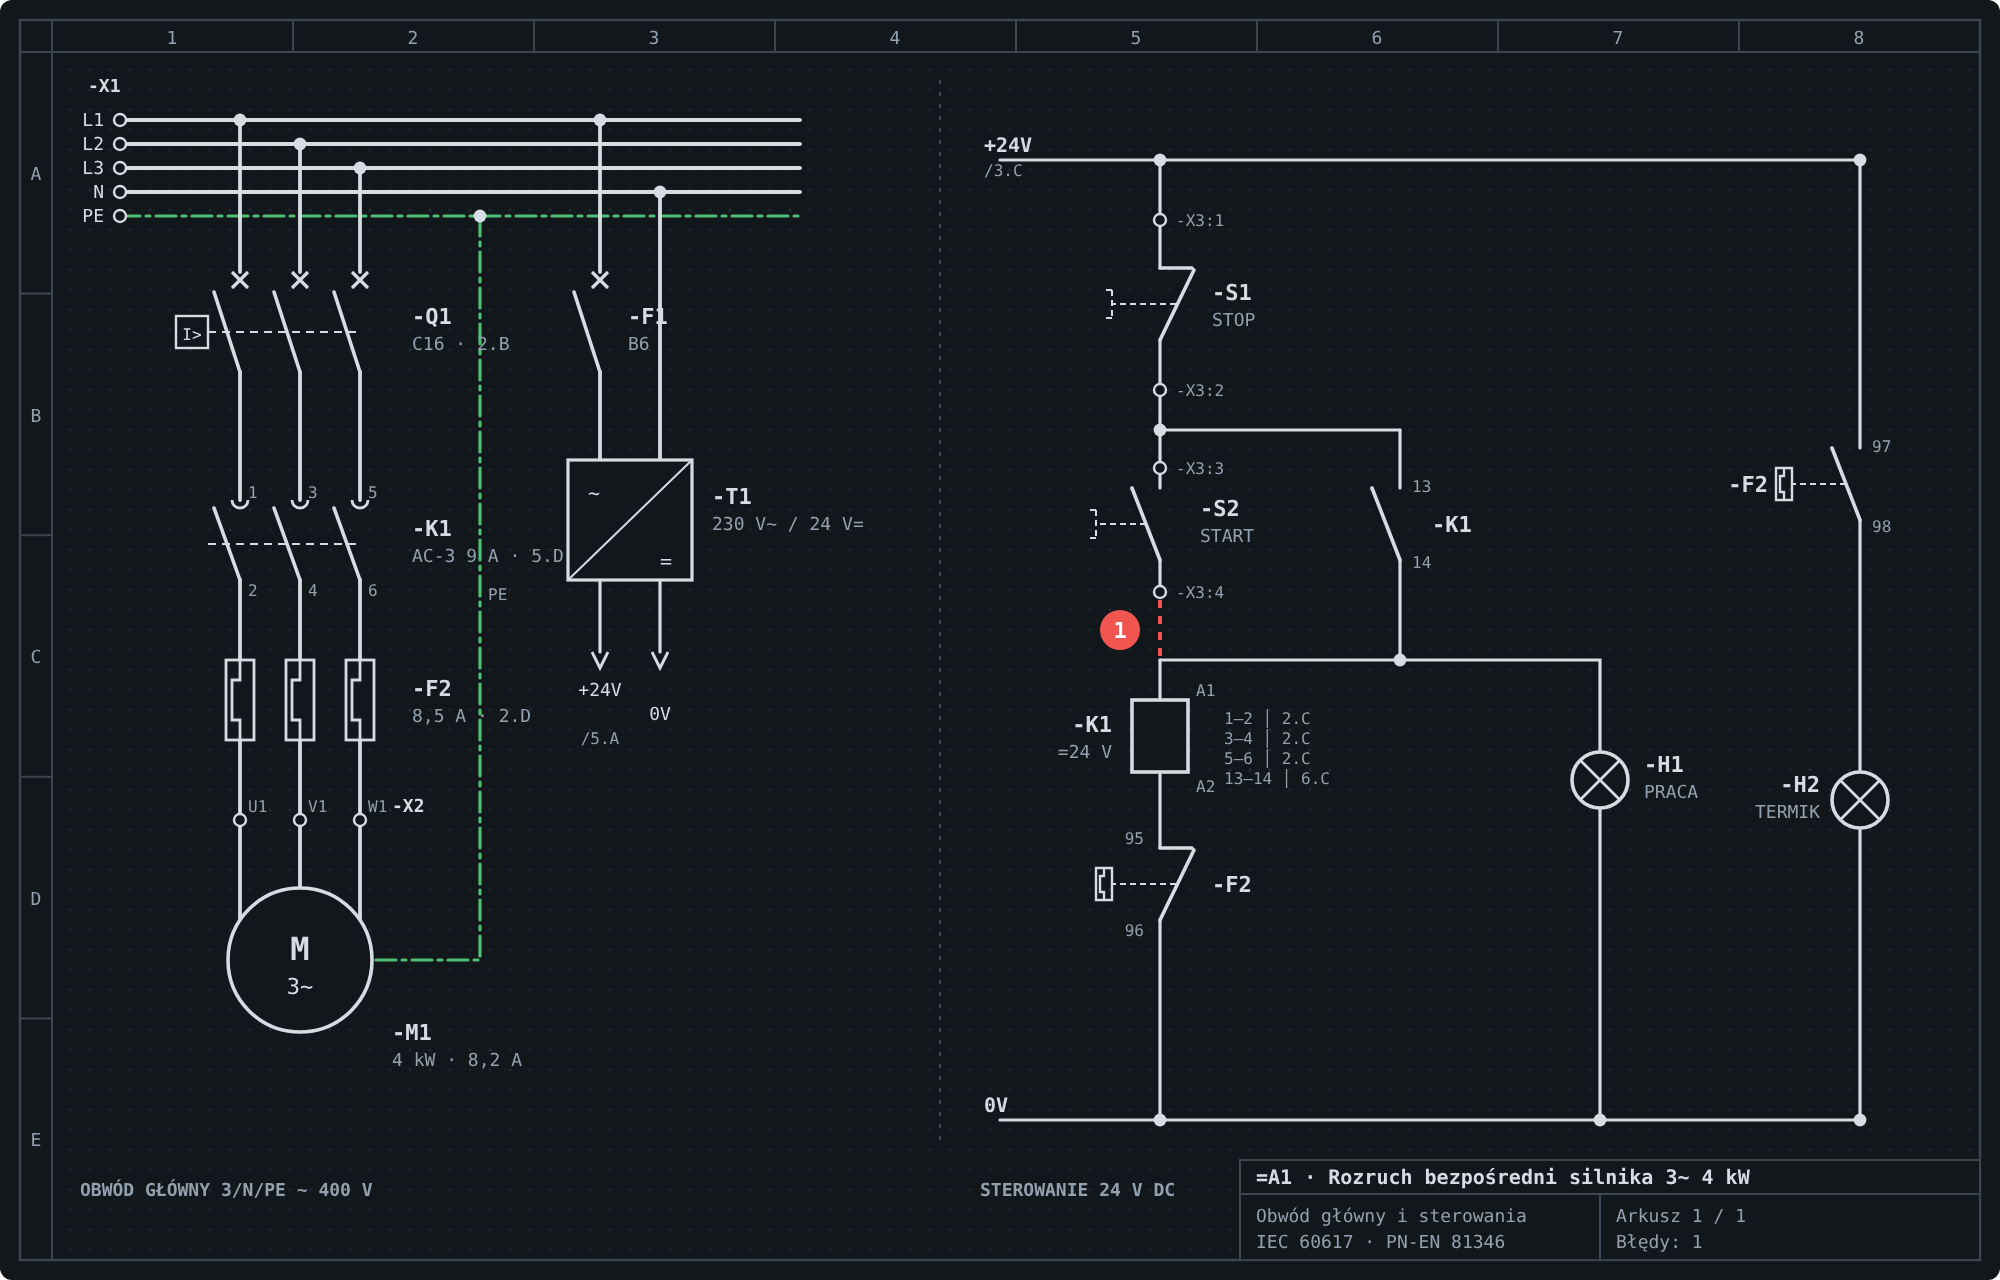 1 2 3 4 5 6 7 8
A
B
C
D
E
-X1
L1
L2
L3
N
PE
I>
-Q1
C16 · 2.B
-F1
B6
1 3 5
-K1
AC-3 9 A · 5.D
2 4 6
PE
~
=
-T1
230 V~ / 24 V=
+24V
0V
/5.A
-F2
8,5 A · 2.D
U1 V1 W1 -X2
M
3~
-M1
4 kW · 8,2 A
OBWÓD GŁÓWNY 3/N/PE ~ 400 V
+24V
/3.C
-X3:1
-S1
STOP
-X3:2
-X3:3
-S2
START
-X3:4
13
-K1
14
1
A1
-K1
=24 V
A2
1–2 │ 2.C
3–4 │ 2.C
5–6 │ 2.C
13–14 │ 6.C
95
-F2
96
-H1
PRACA
97
-F2
98
-H2
TERMIK
0V
STEROWANIE 24 V DC
=A1 · Rozruch bezpośredni silnika 3~ 4 kW
Obwód główny i sterowania
IEC 60617 · PN-EN 81346
Arkusz 1 / 1
Błędy: 1